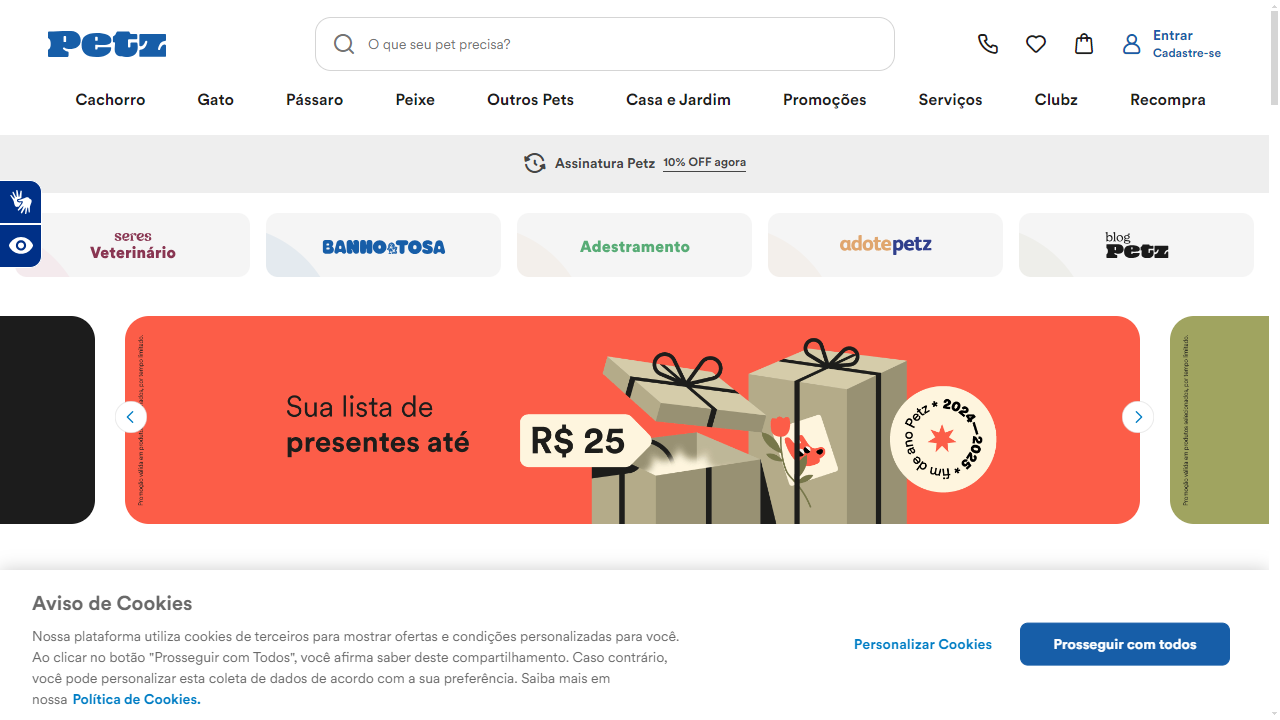 Petz
O que seu pet precisa?
Entrar
Cadastre-se
Cachorro
Gato
Pássaro
Peixe
Outros Pets
Casa e Jardim
Promoções
Serviços
Clubz
Recompra
Assinatura Petz 10% OFF agora
seres
Veterinário
BANHO & TOSA
Adestramento
adotepetz
blog
Petz
Sua lista de
presentes até
R$ 25
fim de ano Petz * 2024—2025 *
Promoção válida em produtos selecionados, por tempo limitado.
Aviso de Cookies
Nossa plataforma utiliza cookies de terceiros para mostrar ofertas e condições personalizadas para você.
Ao clicar no botão "Prosseguir com Todos", você afirma saber deste compartilhamento. Caso contrário,
você pode personalizar esta coleta de dados de acordo com a sua preferência. Saiba mais em
nossa Política de Cookies.
Personalizar Cookies
Prosseguir com todos